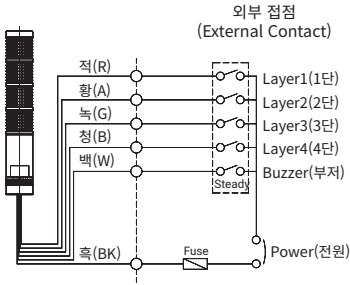 외부 접점
(External Contact)
적(R)
Layer1(1단)
황(A)
Layer2(2단)
녹(G)
Layer3(3단)
청(B)
Layer4(4단)
백(W)
Buzzer(부저)
Steady
흑(BK)
Fuse
Power(전원)